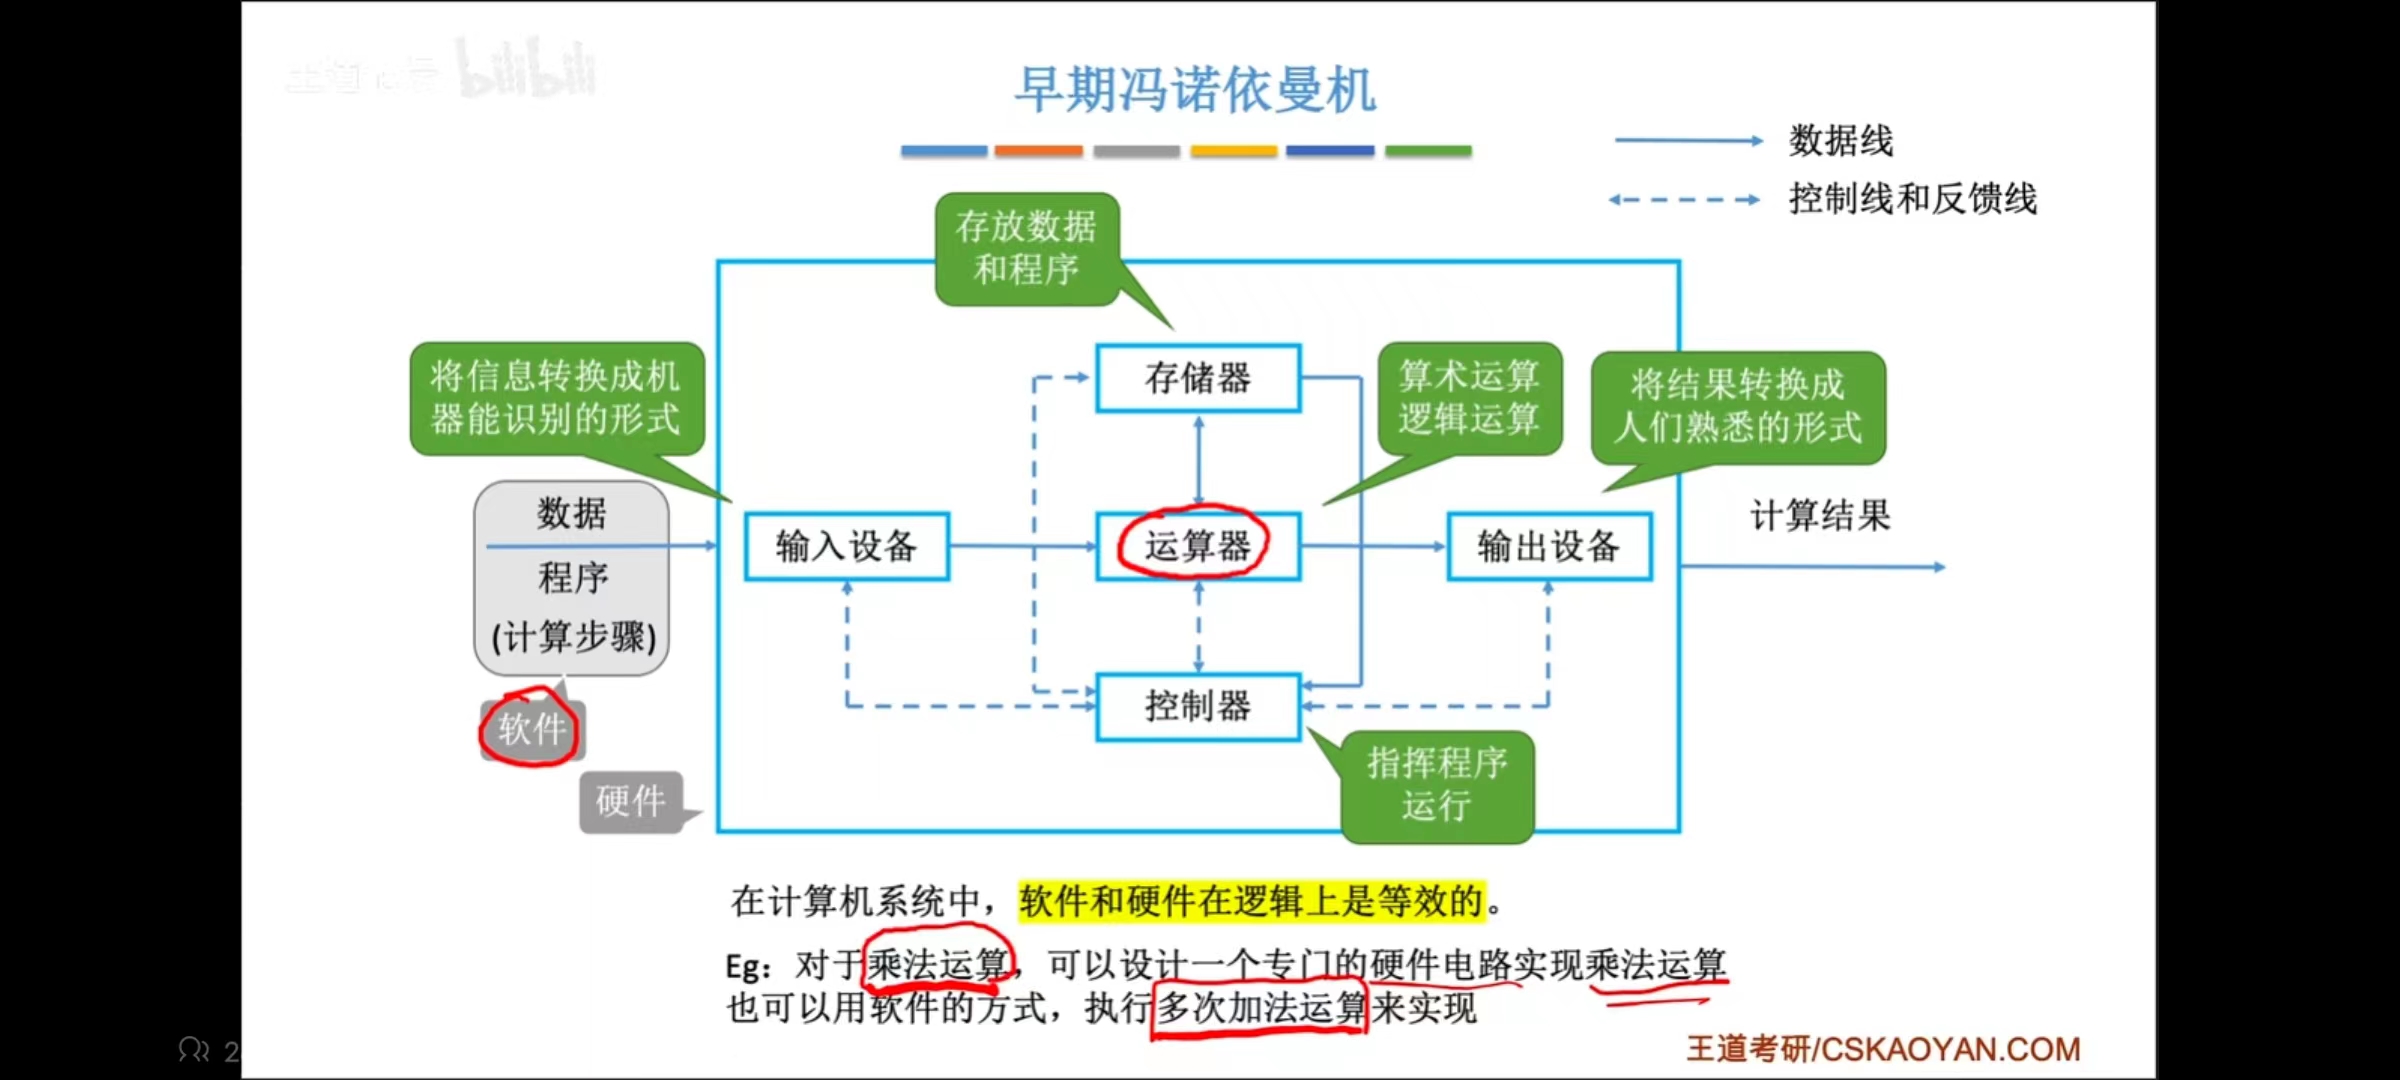 bilibili
早期冯诺依曼机
数据线
控制线和反馈线
存放数据
和程序
将信息转换成机
器能识别的形式
存储器
算术运算
逻辑运算
将结果转换成
人们熟悉的形式
数据
程序
(计算步骤)
输入设备
运算器
输出设备
计算结果
软件
控制器
硬件
指挥程序
运行
在计算机系统中，软件和硬件在逻辑上是等效的。
Eg：对于乘法运算，可以设计一个专门的硬件电路实现乘法运算
也可以用软件的方式，执行多次加法运算来实现
王道考研/CSKAOYAN.COM